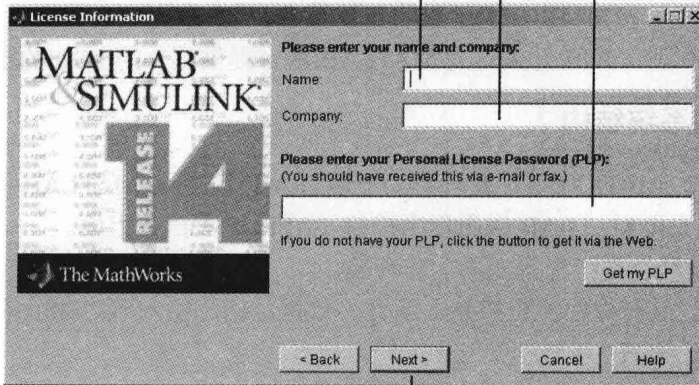 License Information
MATLAB
& SIMULINK
RELEASE
14
The MathWorks
Please enter your name and company:
Name:
Company:
Please enter your Personal License Password (PLP):
(You should have received this via e-mail or fax.)
If you do not have your PLP, click the button to get it via the Web.
Get my PLP
< Back
Next >
Cancel
Help